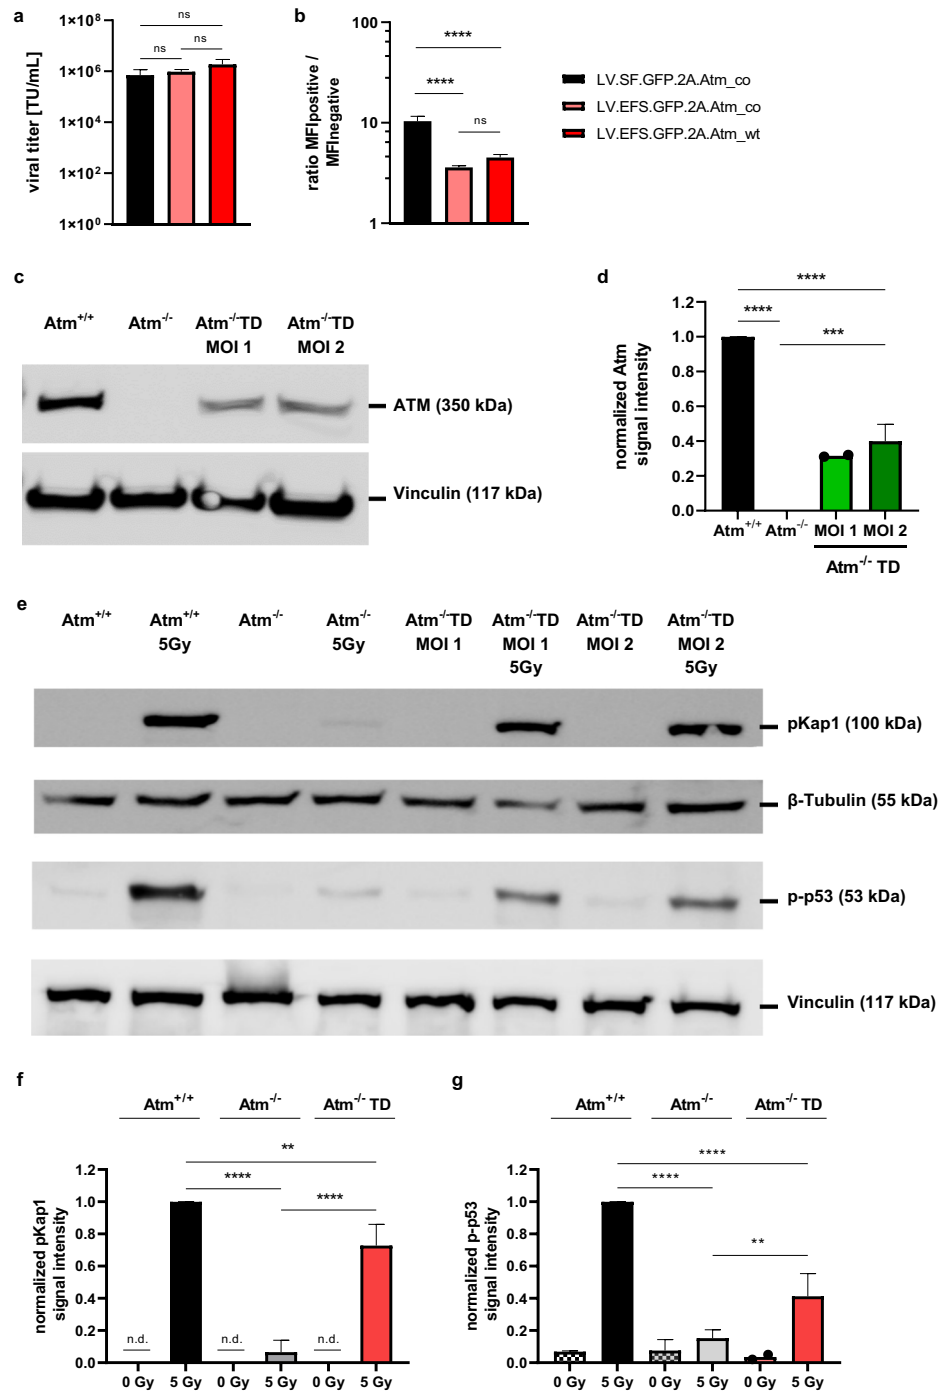 a
viral titer [TU/mL]
1×10⁸
1×10⁶
1×10⁴
1×10²
1×10⁰
ns
ns
ns
b
ratio MFIpositive /
MFInegative
100
10
1
****
****
ns
LV.SF.GFP.2A.Atm_co
LV.EFS.GFP.2A.Atm_co
LV.EFS.GFP.2A.Atm_wt
c
Atm⁺/⁺
Atm⁻/⁻
Atm⁻/⁻TD
MOI 1
Atm⁻/⁻TD
MOI 2
ATM (350 kDa)
Vinculin (117 kDa)
d
normalized Atm
signal intensity
1.2
1.0
0.8
0.6
0.4
0.2
0.0
****
****
***
Atm⁺/⁺ Atm⁻/⁻ MOI 1 MOI 2
Atm⁻/⁻ TD
e
Atm⁺/⁺
Atm⁺/⁺
5Gy
Atm⁻/⁻
Atm⁻/⁻
5Gy
Atm⁻/⁻TD
MOI 1
Atm⁻/⁻TD
MOI 1
5Gy
Atm⁻/⁻TD
MOI 2
Atm⁻/⁻TD
MOI 2
5Gy
pKap1 (100 kDa)
β-Tubulin (55 kDa)
p-p53 (53 kDa)
Vinculin (117 kDa)
f
Atm⁺/⁺ Atm⁻/⁻ Atm⁻/⁻ TD
normalized pKap1
signal intensity
1.2
1.0
0.8
0.6
0.4
0.2
0.0
**
****
****
n.d. n.d. n.d.
0 Gy 5 Gy 0 Gy 5 Gy 0 Gy 5 Gy
g
Atm⁺/⁺ Atm⁻/⁻ Atm⁻/⁻ TD
normalized p-p53
signal intensity
1.2
1.0
0.8
0.6
0.4
0.2
0.0
****
****
**
0 Gy 5 Gy 0 Gy 5 Gy 0 Gy 5 Gy